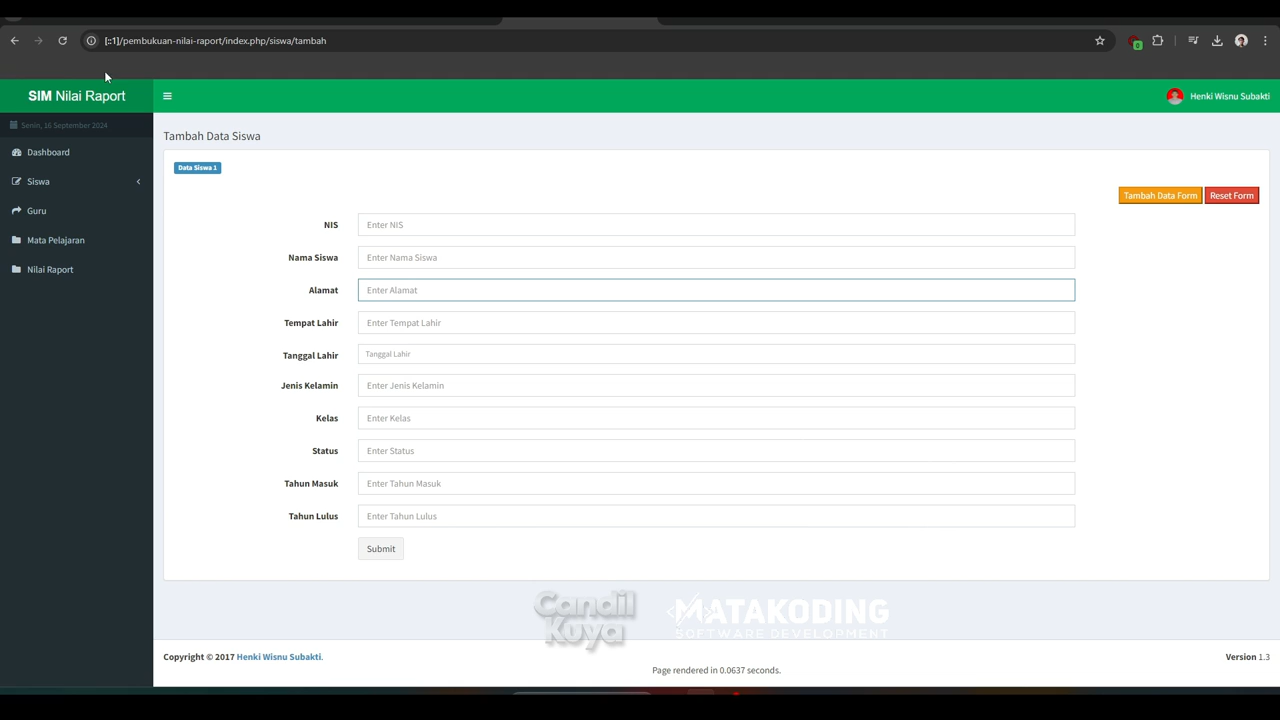 [::1]/pembukuan-nilai-raport/index.php/siswa/tambah
0
SIM Nilai Raport
Henki Wisnu Subakti
Senin, 16 September 2024
Dashboard
Siswa
Guru
Mata Pelajaran
Nilai Raport
Tambah Data Siswa
Data Siswa 1
Tambah Data Form
Reset Form
NIS
Enter NIS
Nama Siswa
Enter Nama Siswa
Alamat
Enter Alamat
Tempat Lahir
Enter Tempat Lahir
Tanggal Lahir
Tanggal Lahir
Jenis Kelamin
Enter Jenis Kelamin
Kelas
Enter Kelas
Status
Enter Status
Tahun Masuk
Enter Tahun Masuk
Tahun Lulus
Enter Tahun Lulus
Submit
Candil
Kuya
<MATAKODING
SOFTWARE DEVELOPMENT
Copyright © 2017 Henki Wisnu Subakti.
Version 1.3
Page rendered in 0.0637 seconds.